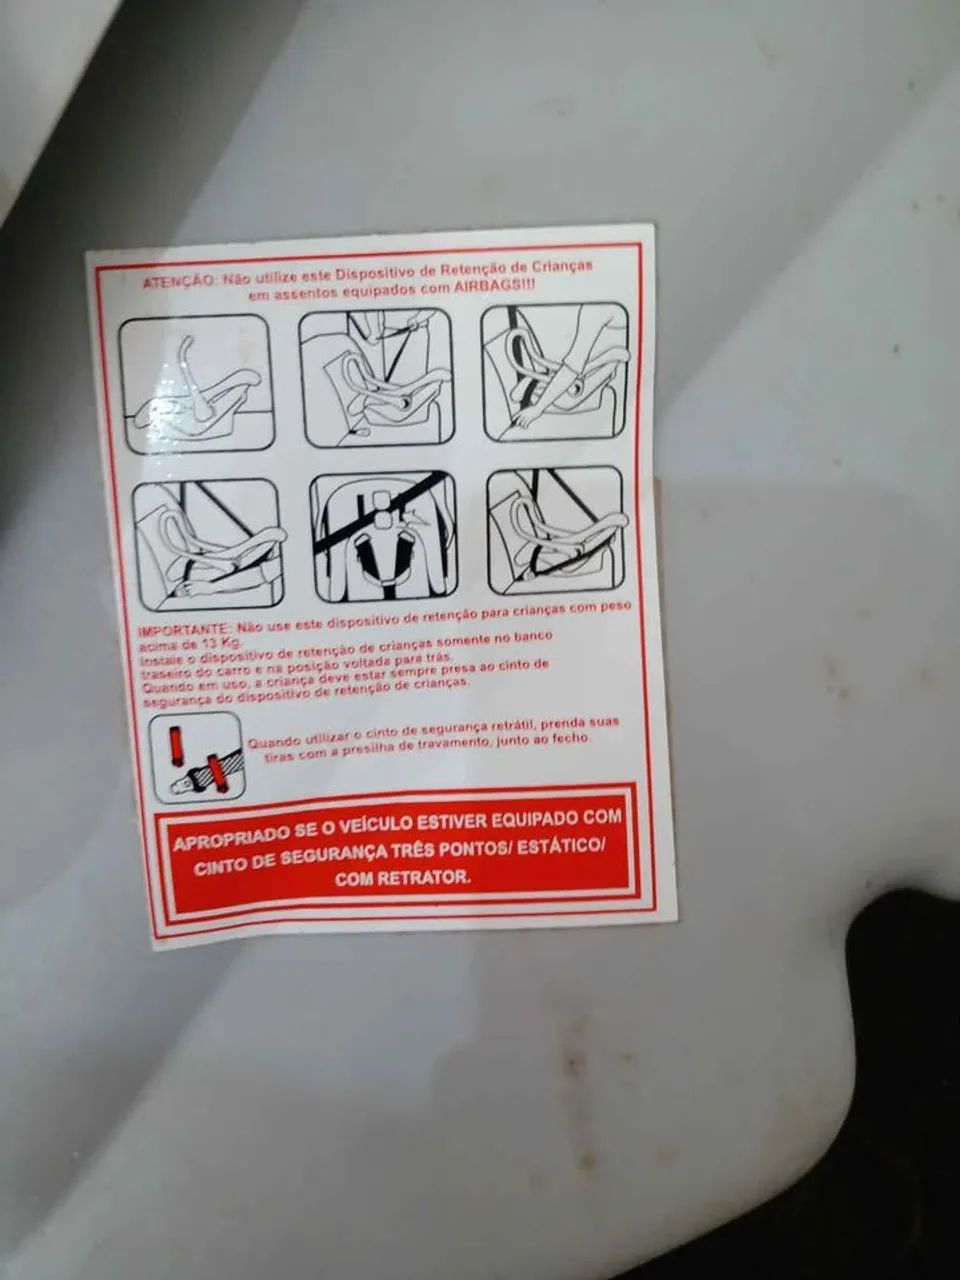 ATENÇÃO: Não utilize este Dispositivo de Retenção de Crianças
em assentos equipados com AIRBAGS!!!
IMPORTANTE: Não use este dispositivo de retenção para crianças com peso
acima de 13 Kg.
Instale o dispositivo de retenção de crianças somente no banco
traseiro do carro e na posição voltada para trás.
Quando em uso, a criança deve estar sempre presa ao cinto de
segurança do dispositivo de retenção de crianças.
Quando utilizar o cinto de segurança retrátil, prenda suas
tiras com a presilha de travamento, junto ao fecho.
APROPRIADO SE O VEÍCULO ESTIVER EQUIPADO COM
CINTO DE SEGURANÇA TRÊS PONTOS/ ESTÁTICO/
COM RETRATOR.